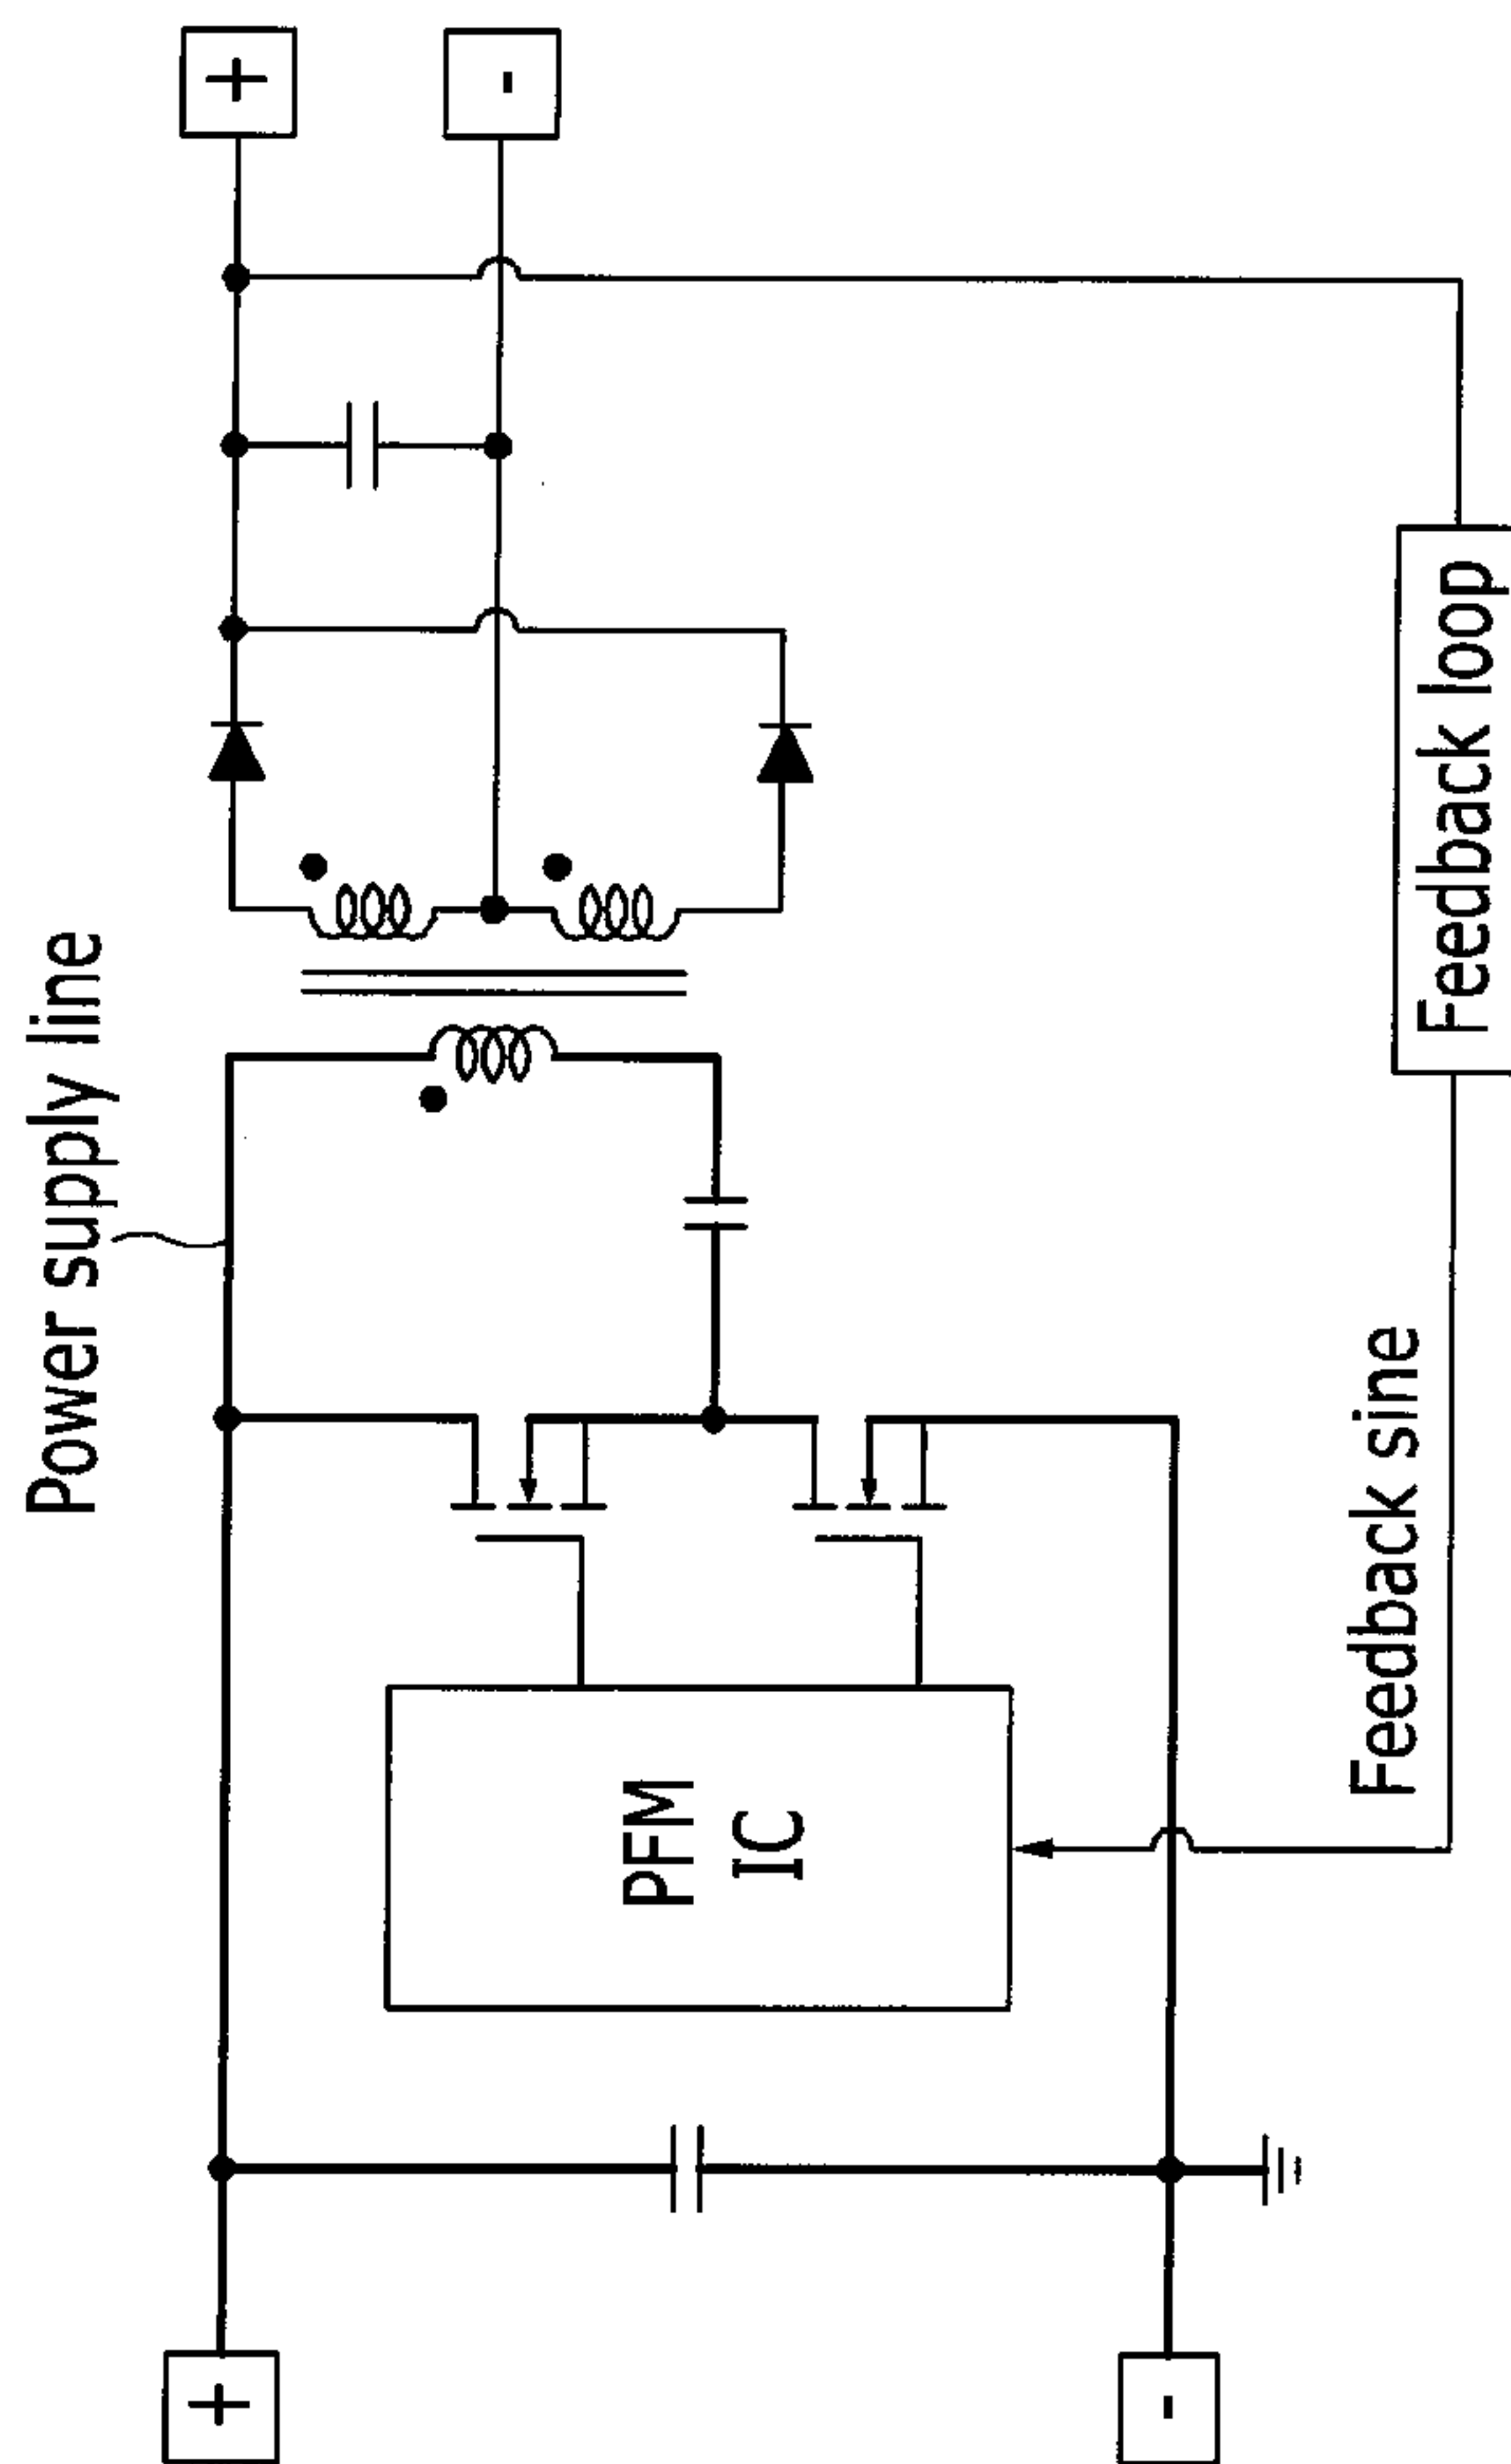 Power supply line
+
-
PFM
IC
Feedback sine
Feedback loop
+
-